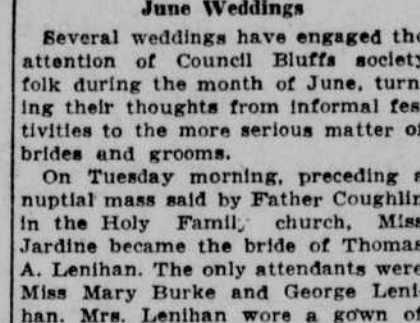 June Weddings
Several weddings have engaged the
attention of Council Bluffs society
folk during the month of June, turn-
ing their thoughts from informal fes-
tivities to the more serious matter of
brides and grooms.
On Tuesday morning, preceding a
nuptial mass said by Father Coughlin
in the Holy Family church, Miss
Jardine became the bride of Thomas
A. Lenihan. The only attendants were
Miss Mary Burke and George Leni-
han. Mrs. Lenihan wore a gown of